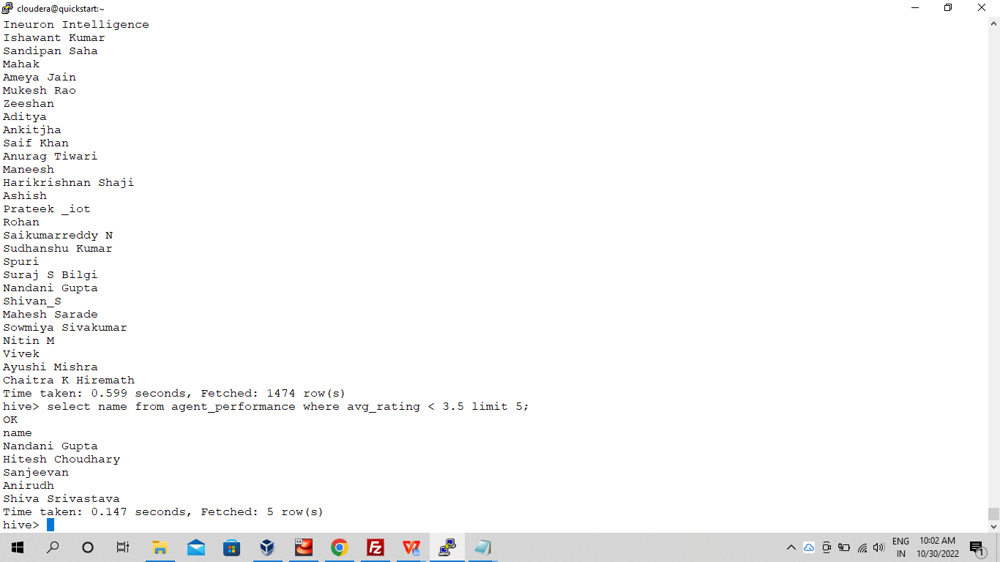 cloudera@quickstart:~
Ineuron Intelligence
Ishawant Kumar
Sandipan Saha
Mahak
Ameya Jain
Mukesh Rao
Zeeshan
Aditya
Ankitjha
Saif Khan
Anurag Tiwari
Maneesh
Harikrishnan Shaji
Ashish
Prateek _iot
Rohan
Saikumarreddy N
Sudhanshu Kumar
Spuri
Suraj S Bilgi
Nandani Gupta
Shivan_S
Mahesh Sarade
Sowmiya Sivakumar
Nitin M
Vivek
Ayushi Mishra
Chaitra K Hiremath
Time taken: 0.599 seconds, Fetched: 1474 row(s)
hive> select name from agent_performance where avg_rating < 3.5 limit 5;
OK
name
Nandani Gupta
Hitesh Choudhary
Sanjeevan
Anirudh
Shiva Srivastava
Time taken: 0.147 seconds, Fetched: 5 row(s)
hive>
64
Fz
ENG
IN
10:02 AM
10/30/2022
1